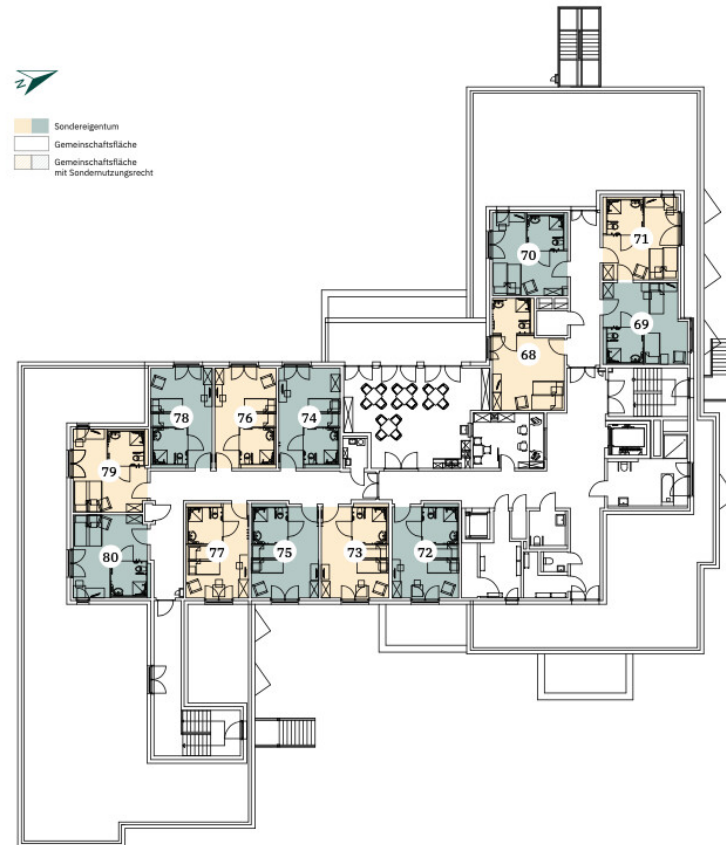 N
Sondereigentum
Gemeinschaftsfläche
Gemeinschaftsfläche
mit Sondernutzungsrecht
71
70
69
68
78
76
74
79
80
77
75
73
72